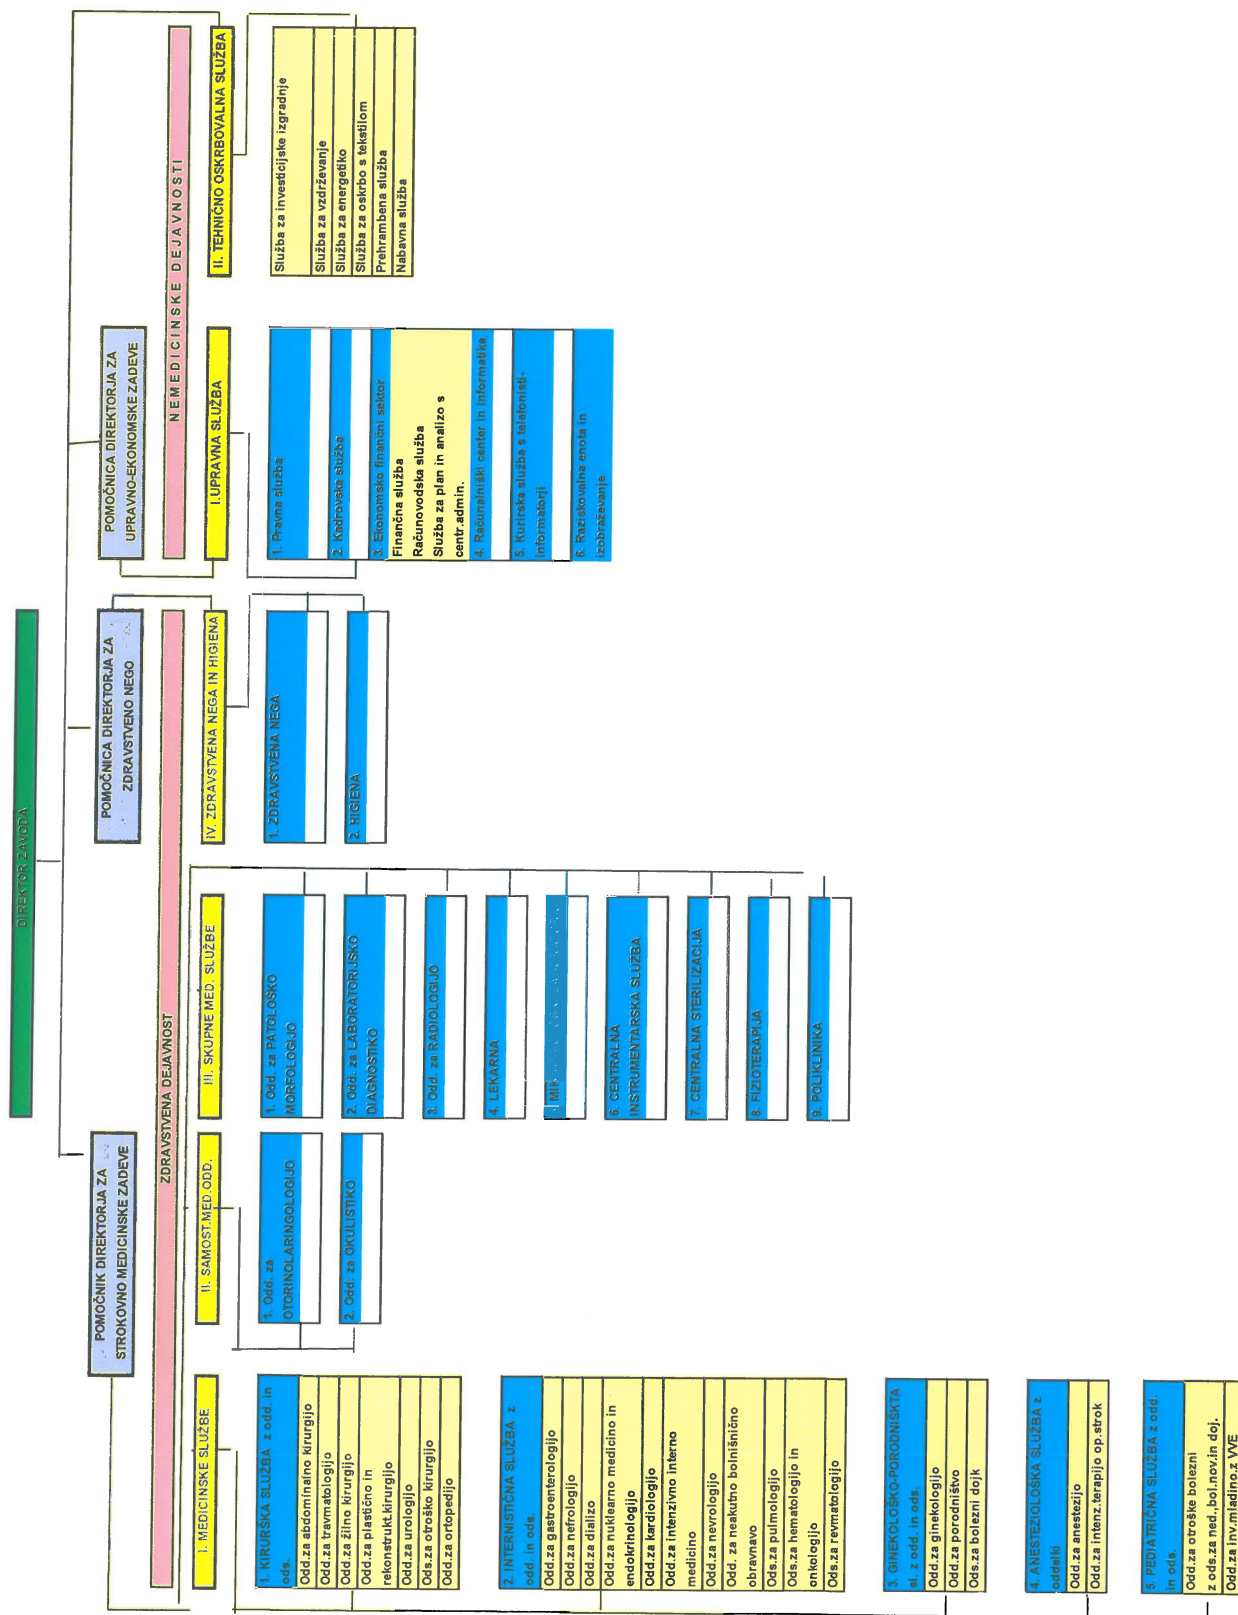 DIREKTOR ZAVODA
POMOČNIK DIREKTORJA ZA
STROKOVNO MEDICINSKE ZADEVE
POMOČNICA DIREKTORJA ZA
ZDRAVSTVENO NEGO
POMOČNICA DIREKTORJA ZA
UPRAVNO-EKONOMSKE ZADEVE
ZDRAVSTVENA DEJAVNOST
NEMEDICINSKE DEJAVNOSTI
I. MEDICINSKE SLUŽBE
1. KIRURŠKA SLUŽBA z odd. in
ods.
Odd.za abdominalno kirurgijo
Odd.za travmatologijo
Odd.za žilno kirurgijo
Odd.za plastično in
rekonstrukt.kirurgijo
Odd.za urologijo
Ods.za otroško kirurgijo
Odd.za ortopedijo
2. INTERNISTIČNA SLUŽBA z
odd. in ods.
Odd.za gastroenterologijo
Odd.za nefrologijo
Odd.za dializo
Odd.za nuklearno medicino in
endokrinologijo
Odd.za kardiologijo
Odd.za intenzivno interno
medicino
Odd.za nevrologijo
Odd. za neakutno bolnišnično
obravnavo
Ods.za pulmologijo
Ods.za hematologijo in
onkologijo
Ods.za revmatologijo
3. GINEKOLOŠKO-PORODNIŠKTA
sl. z odd. in ods.
Odd.za ginekologijo
Odd.za porodništvo
Ods.za bolezni dojk
4. ANESTEZIOLOŠKA SLUŽBA z
oddelki
Odd.za anestezijo
Odd.za intenz.terapijo op.strok
5. PEDIATRIČNA SLUŽBA z odd.
in ods.
Odd.za otroške bolezni
z ods.za ned.,bol.nov.in doj.
Odd.za inv.mladino.z VVE
II. SAMOST.MED.ODD.
1. Odd. za
OTORINOLARINGOLOGIJO
2. Odd. za OKULISTIKO
III. SKUPNE MED. SLUŽBE
1. Odd. za PATOLOŠKO
MORFOLOGIJO
2. Odd. za LABORATORIJSKO
DIAGNOSTIKO
3. Odd. za RADIOLOGIJO
4. LEKARNA
6. CENTRALNA
INSTRUMENTARSKA SLUŽBA
7. CENTRALNA STERILIZACIJA
8. FIZIOTERAPIJA
9. POLIKLINIKA
IV. ZDRAVSTVENA NEGA IN HIGIENA
1. ZDRAVSTVENA NEGA
2. HIGIENA
I.UPRAVNA SLUŽBA
1. Pravna služba
2. Kadrovska služba
3. Ekonomsko finančni sektor
Finančna služba
Računovodska služba
Služba za plan in analizo s
centr.admin.
4. Računalniški center in informatika
5. Kurirska služba s telefonisti-
informatorji
6. Raziskovalna enota in
izobraževanje
II. TEHNIČNO OSKRBOVALNA SLUŽBA
Služba za investicijske izgradnje
Služba za vzdrževanje
Služba za energetiko
Služba za oskrbo s tekstilom
Prehrambena služba
Nabavna služba